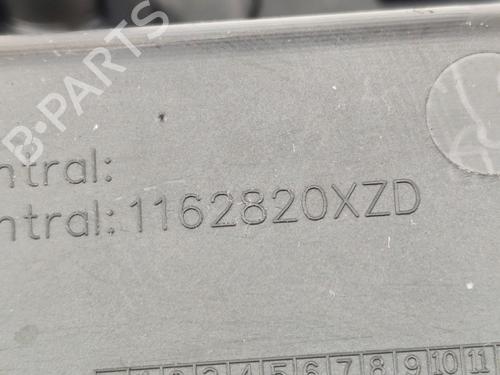 B-PARTS
ntral:
ntral:1162820XZD
1 2 3 4 5 6 7 8 9 10 11